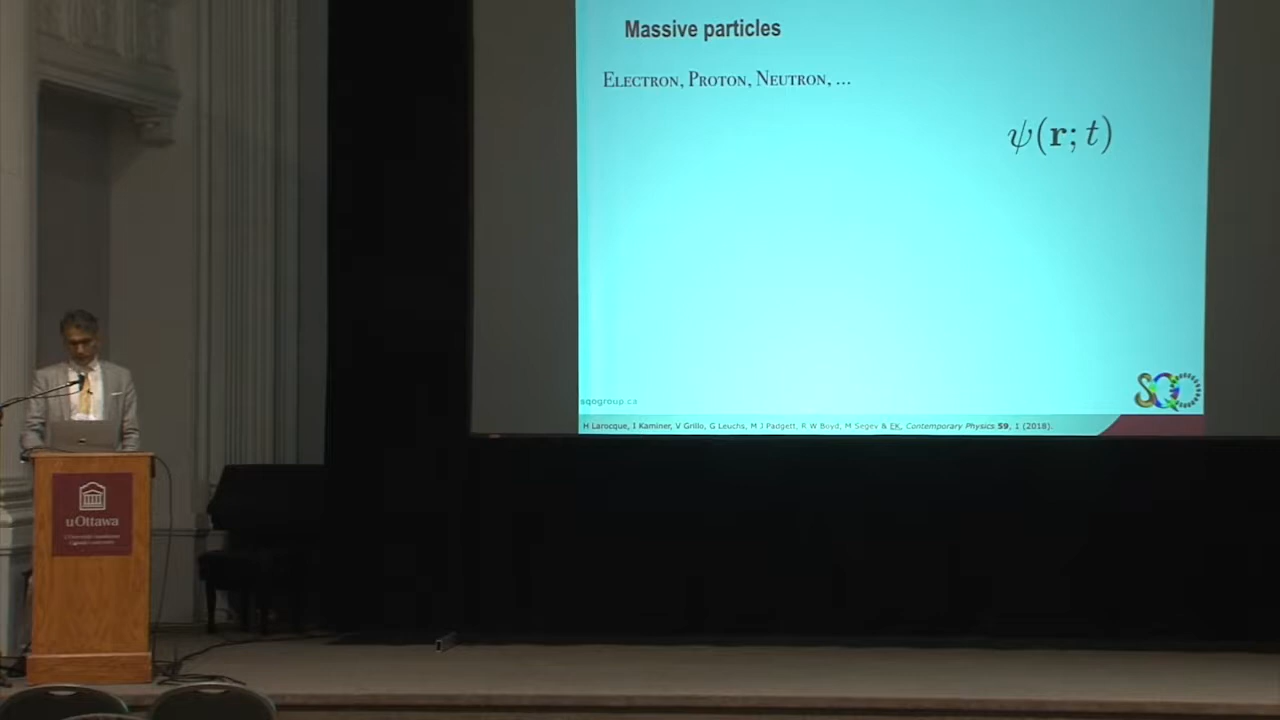 Massive particles
Electron, Proton, Neutron, ...
ψ(r; t)
SQO
sqogroup.ca
H Larocque, I Kaminer, V Grillo, G Leuchs, M J Padgett, R W Boyd, M Segev & EK, Contemporary Physics 59, 1 (2018).
uOttawa